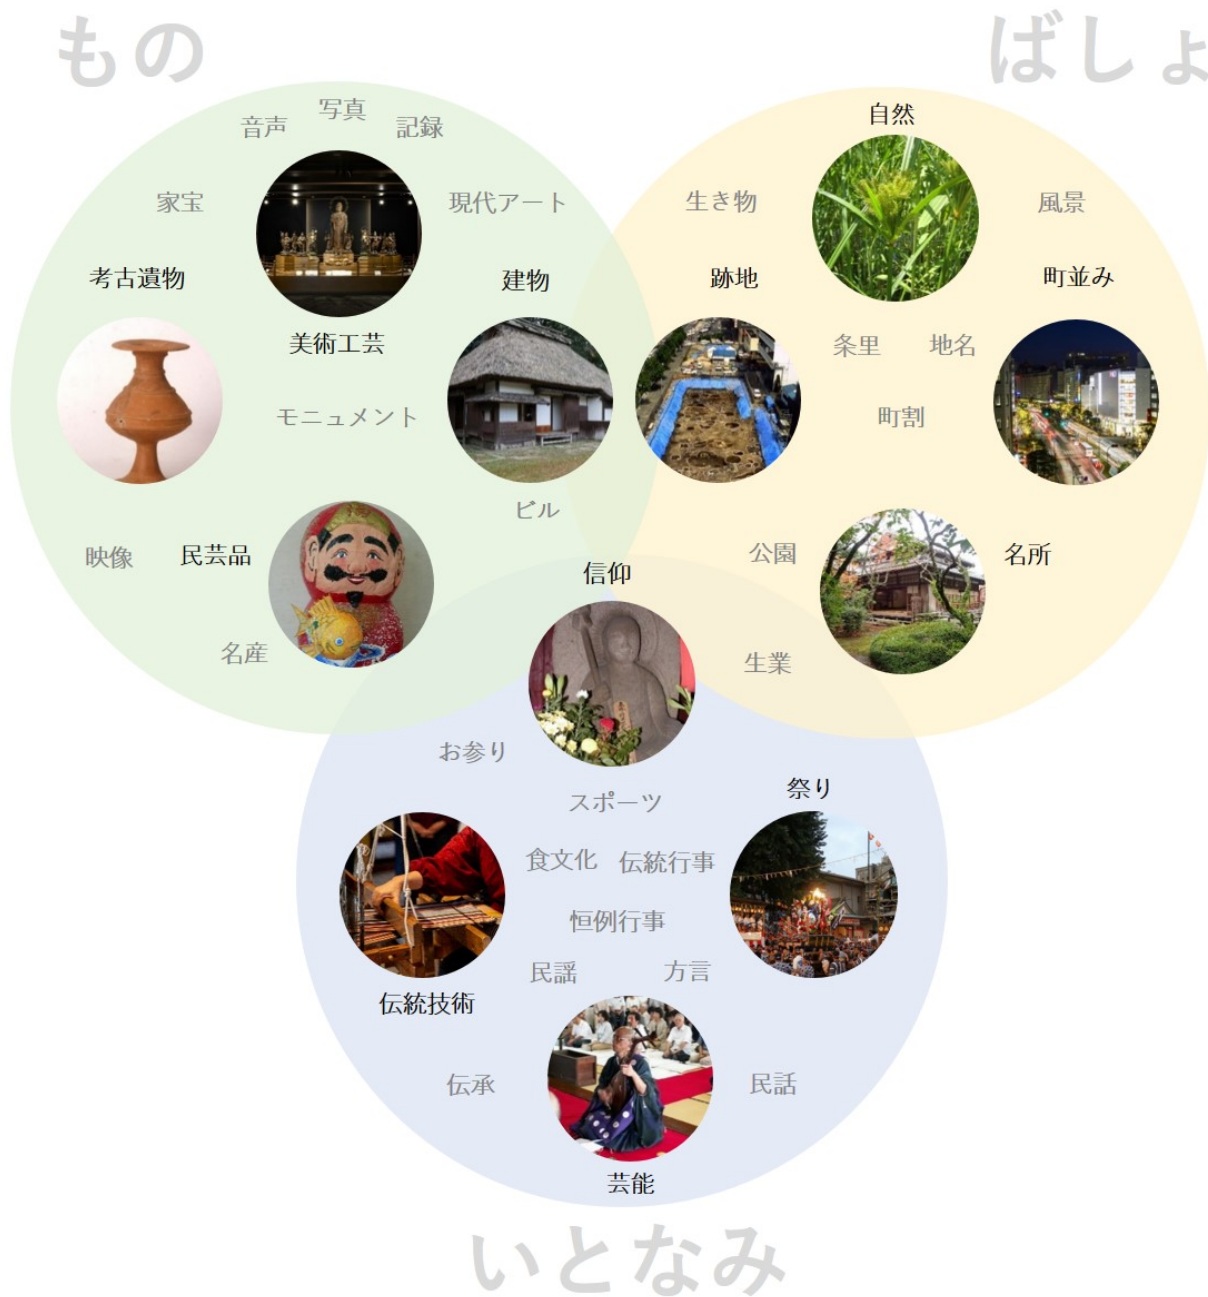 もの
ばしょ
写真
音声
記録
家宝
現代アート
考古遺物
建物
美術工芸
モニュメント
ビル
映像
民芸品
名産
自然
生き物
風景
跡地
町並み
条里
地名
町割
公園
名所
生業
信仰
お参り
スポーツ
祭り
食文化
伝統行事
恒例行事
民謡
方言
伝統技術
伝承
民話
芸能
いとなみ